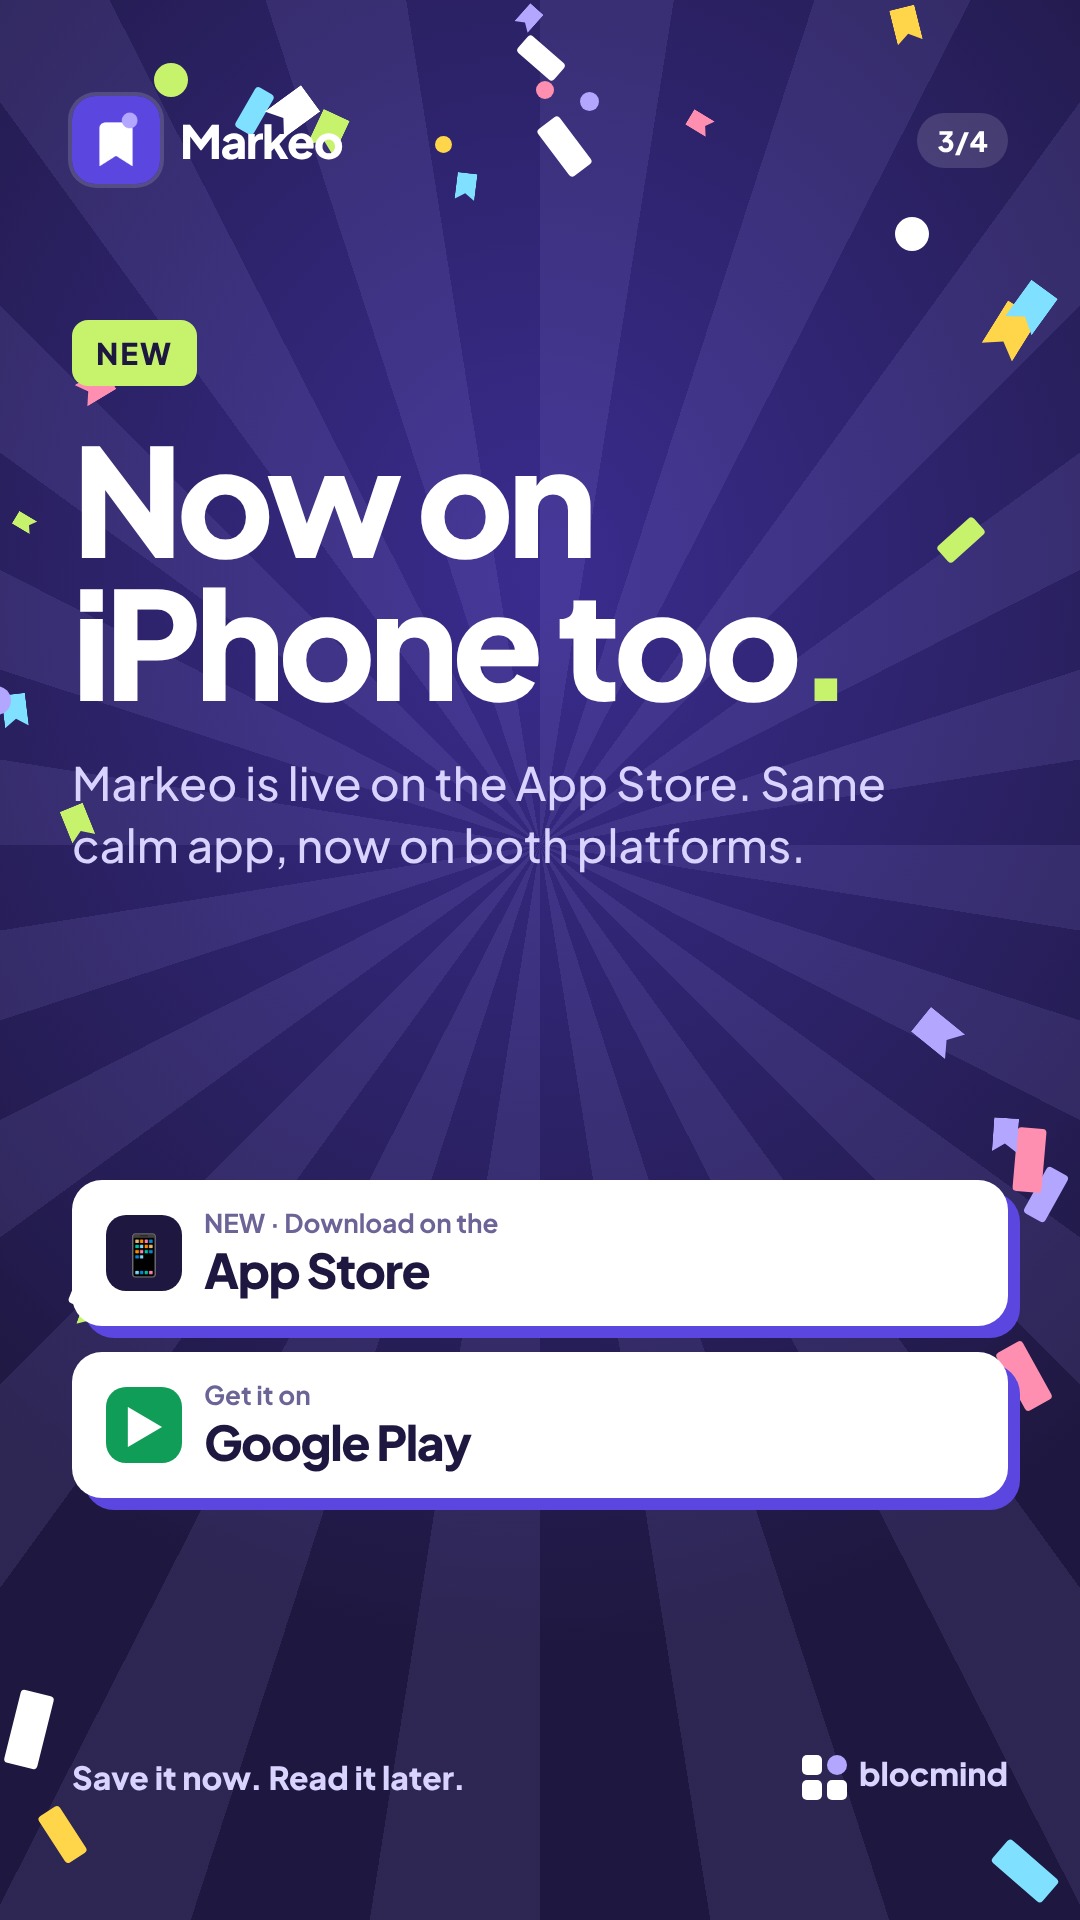 Markeo
3/4
NEW
Now on
iPhone too.
Markeo is live on the App Store. Same
calm app, now on both platforms.
NEW · Download on the
App Store
Get it on
Google Play
Save it now. Read it later.
blocmind